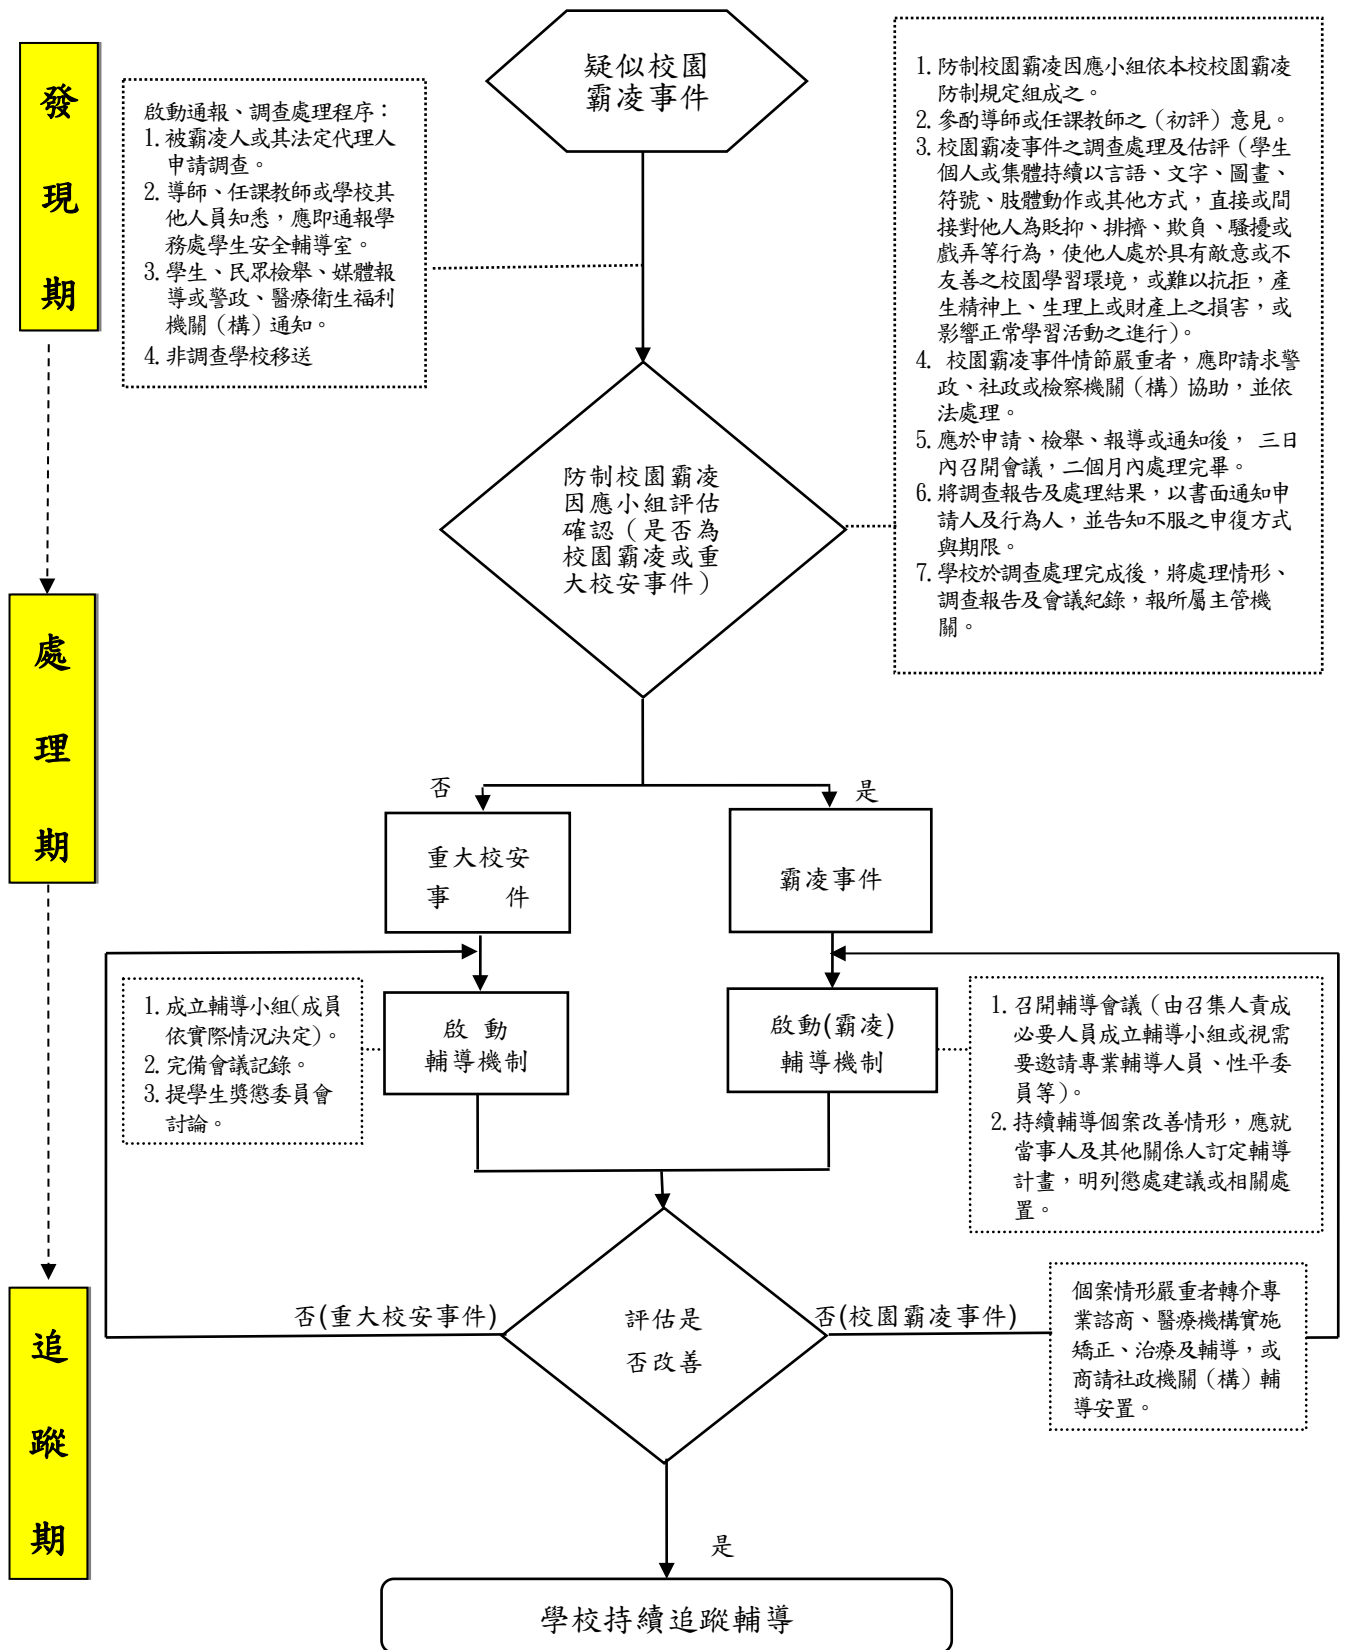 發
現
期
疑似校園
霸凌事件
啟動通報、調查處理程序：
1. 被霸凌人或其法定代理人
申請調查。
2. 導師、任課教師或學校其
他人員知悉，應即通報學
務處學生安全輔導室。
3. 學生、民眾檢舉、媒體報
導或警政、醫療衛生福利
機關（構）通知。
4. 非調查學校移送
1. 防制校園霸凌因應小組依本校校園霸凌
防制規定組成之。
2. 參酌導師或任課教師之（初評）意見。
3. 校園霸凌事件之調查處理及估評（學生
個人或集體持續以言語、文字、圖畫、
符號、肢體動作或其他方式，直接或間
接對他人為貶抑、排擠、欺負、騷擾或
戲弄等行為，使他人處於具有敵意或不
友善之校園學習環境，或難以抗拒，產
生精神上、生理上或財產上之損害，或
影響正常學習活動之進行）。
4. 校園霸凌事件情節嚴重者，應即請求警
政、社政或檢察機關（構）協助，並依
法處理。
5. 應於申請、檢舉、報導或通知後， 三日
內召開會議，二個月內處理完畢。
6. 將調查報告及處理結果，以書面通知申
請人及行為人，並告知不服之申復方式
與期限。
7. 學校於調查處理完成後，將處理情形、
調查報告及會議紀錄，報所屬主管機
關。
防制校園霸凌
因應小組評估
確認（是否為
校園霸凌或重
大校安事件）
處
理
期
否
是
重大校安
事 件
霸凌事件
1. 成立輔導小組(成員
依實際情況決定)。
2. 完備會議記錄。
3. 提學生獎懲委員會
討論。
啟 動
輔導機制
啟動(霸凌)
輔導機制
1. 召開輔導會議（由召集人責成
必要人員成立輔導小組或視需
要邀請專業輔導人員、性平委
員等）。
2. 持續輔導個案改善情形，應就
當事人及其他關係人訂定輔導
計畫，明列懲處建議或相關處
置。
追
蹤
期
否(重大校安事件)
評估是
否改善
否(校園霸凌事件)
個案情形嚴重者轉介專
業諮商、醫療機構實施
矯正、治療及輔導，或
商請社政機關（構）輔
導安置。
是
學校持續追蹤輔導